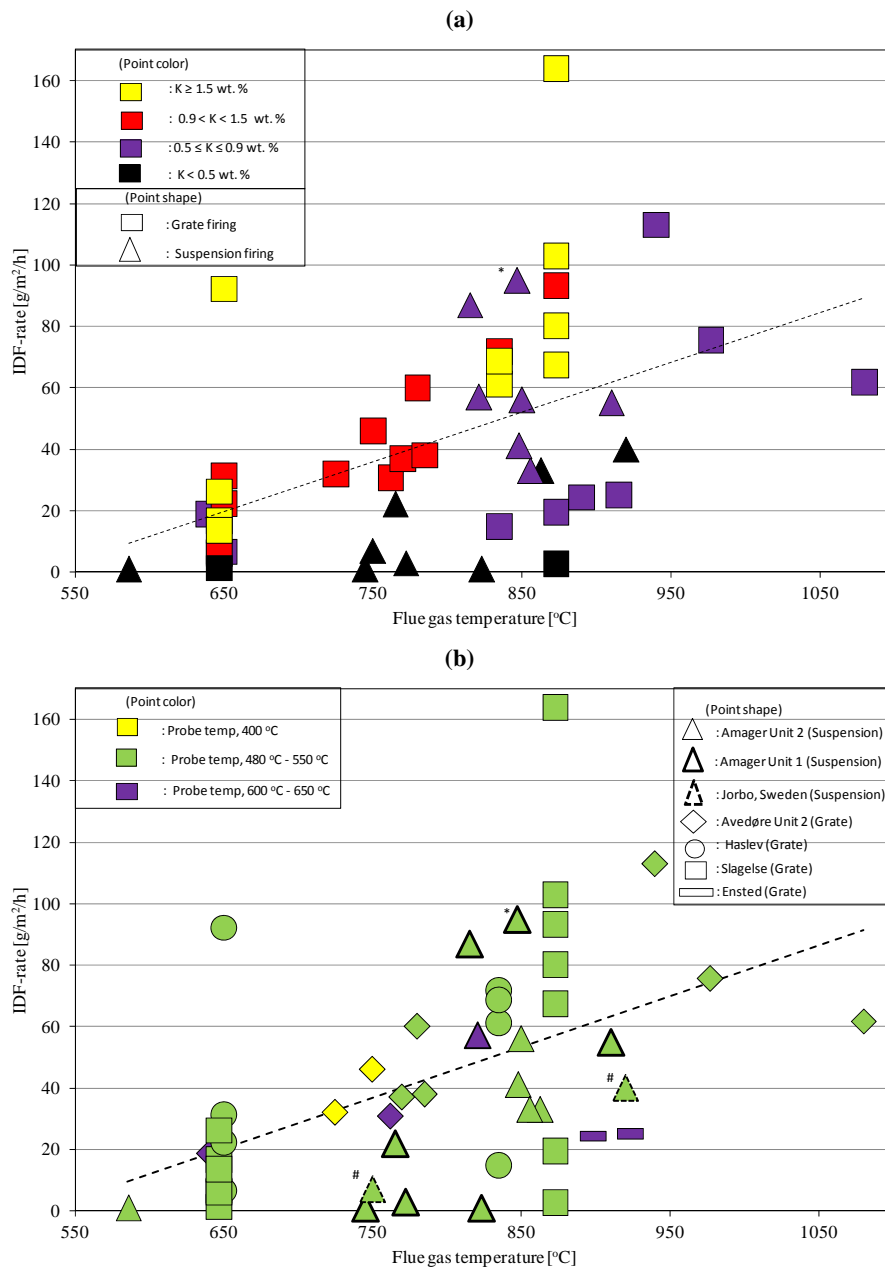 (a)
(Point color)
: K ≥ 1.5 wt. %
: 0.9 < K < 1.5 wt. %
: 0.5 ≤ K ≤ 0.9 wt. %
: K < 0.5 wt. %
(Point shape)
: Grate firing
: Suspension firing
*
160
140
120
100
80
60
40
20
0
IDF-rate [g/m²/h]
550
650
750
850
950
1050
Flue gas temperature [°C]
(b)
(Point color)
: Probe temp, 400 °C
: Probe temp, 480 °C - 550 °C
: Probe temp, 600 °C - 650 °C
(Point shape)
: Amager Unit 2 (Suspension)
: Amager Unit 1 (Suspension)
: Jorbo, Sweden (Suspension)
: Avedøre Unit 2 (Grate)
: Haslev (Grate)
: Slagelse (Grate)
: Ensted (Grate)
*
#
#
160
140
120
100
80
60
40
20
0
IDF-rate [g/m²/h]
550
650
750
850
950
1050
Flue gas temperature [°C]